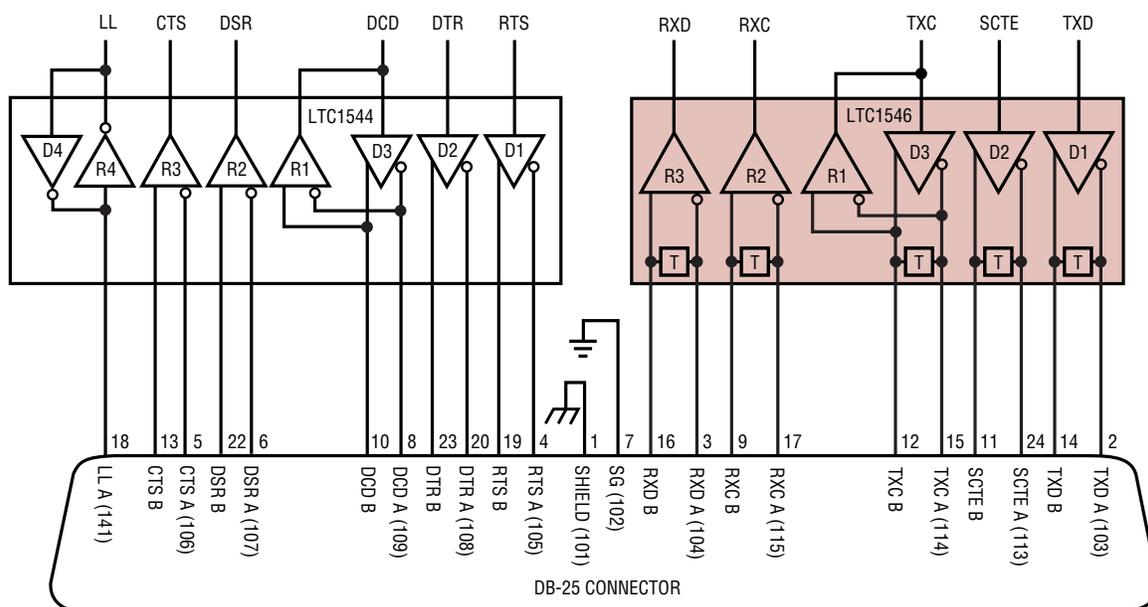 LL CTS DSR DCD DTR RTS RXD RXC TXC SCTE TXD
LTC1544 LTC1546
D4 R4 R3 R2 R1 D3 D2 D1 R3 R2 R1 D3 D2 D1
T T T T T
18 13 5 22 6 10 8 23 20 19 4 1 7 16 3 9 17 12 15 11 24 14 2
LL A (141)
CTS B
CTS A (106)
DSR B
DSR A (107)
DCD B
DCD A (109)
DTR B
DTR A (108)
RTS B
RTS A (105)
SHIELD (101)
SG (102)
RXD B
RXD A (104)
RXC B
RXC A (115)
TXC B
TXC A (114)
SCTE B
SCTE A (113)
TXD B
TXD A (103)
DB-25 CONNECTOR